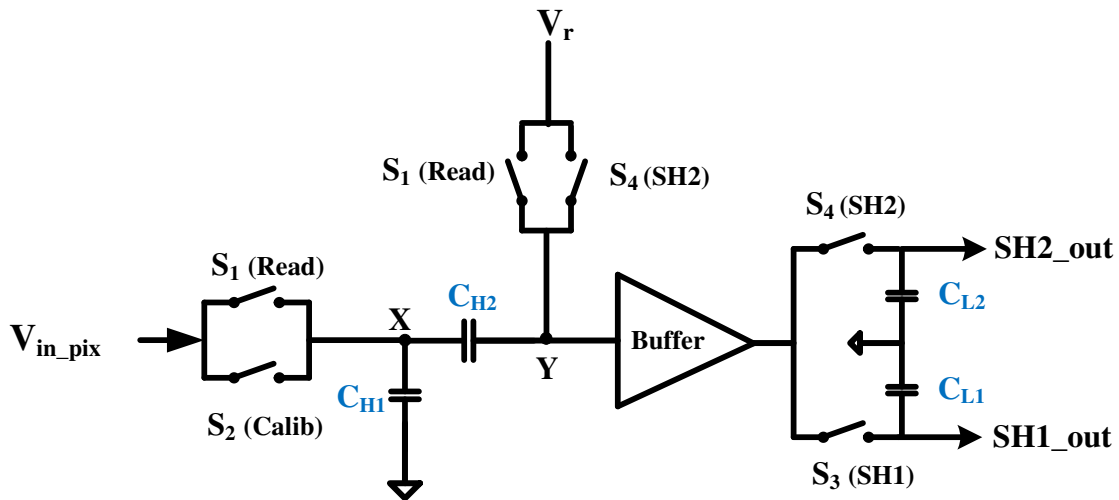 V_r
S_1 (Read)
S_4 (SH2)
S_4 (SH2)
SH2_out
S_1 (Read)
C_H2
C_L2
X
V_in_pix
Buffer
Y
C_H1
C_L1
S_2 (Calib)
SH1_out
S_3 (SH1)